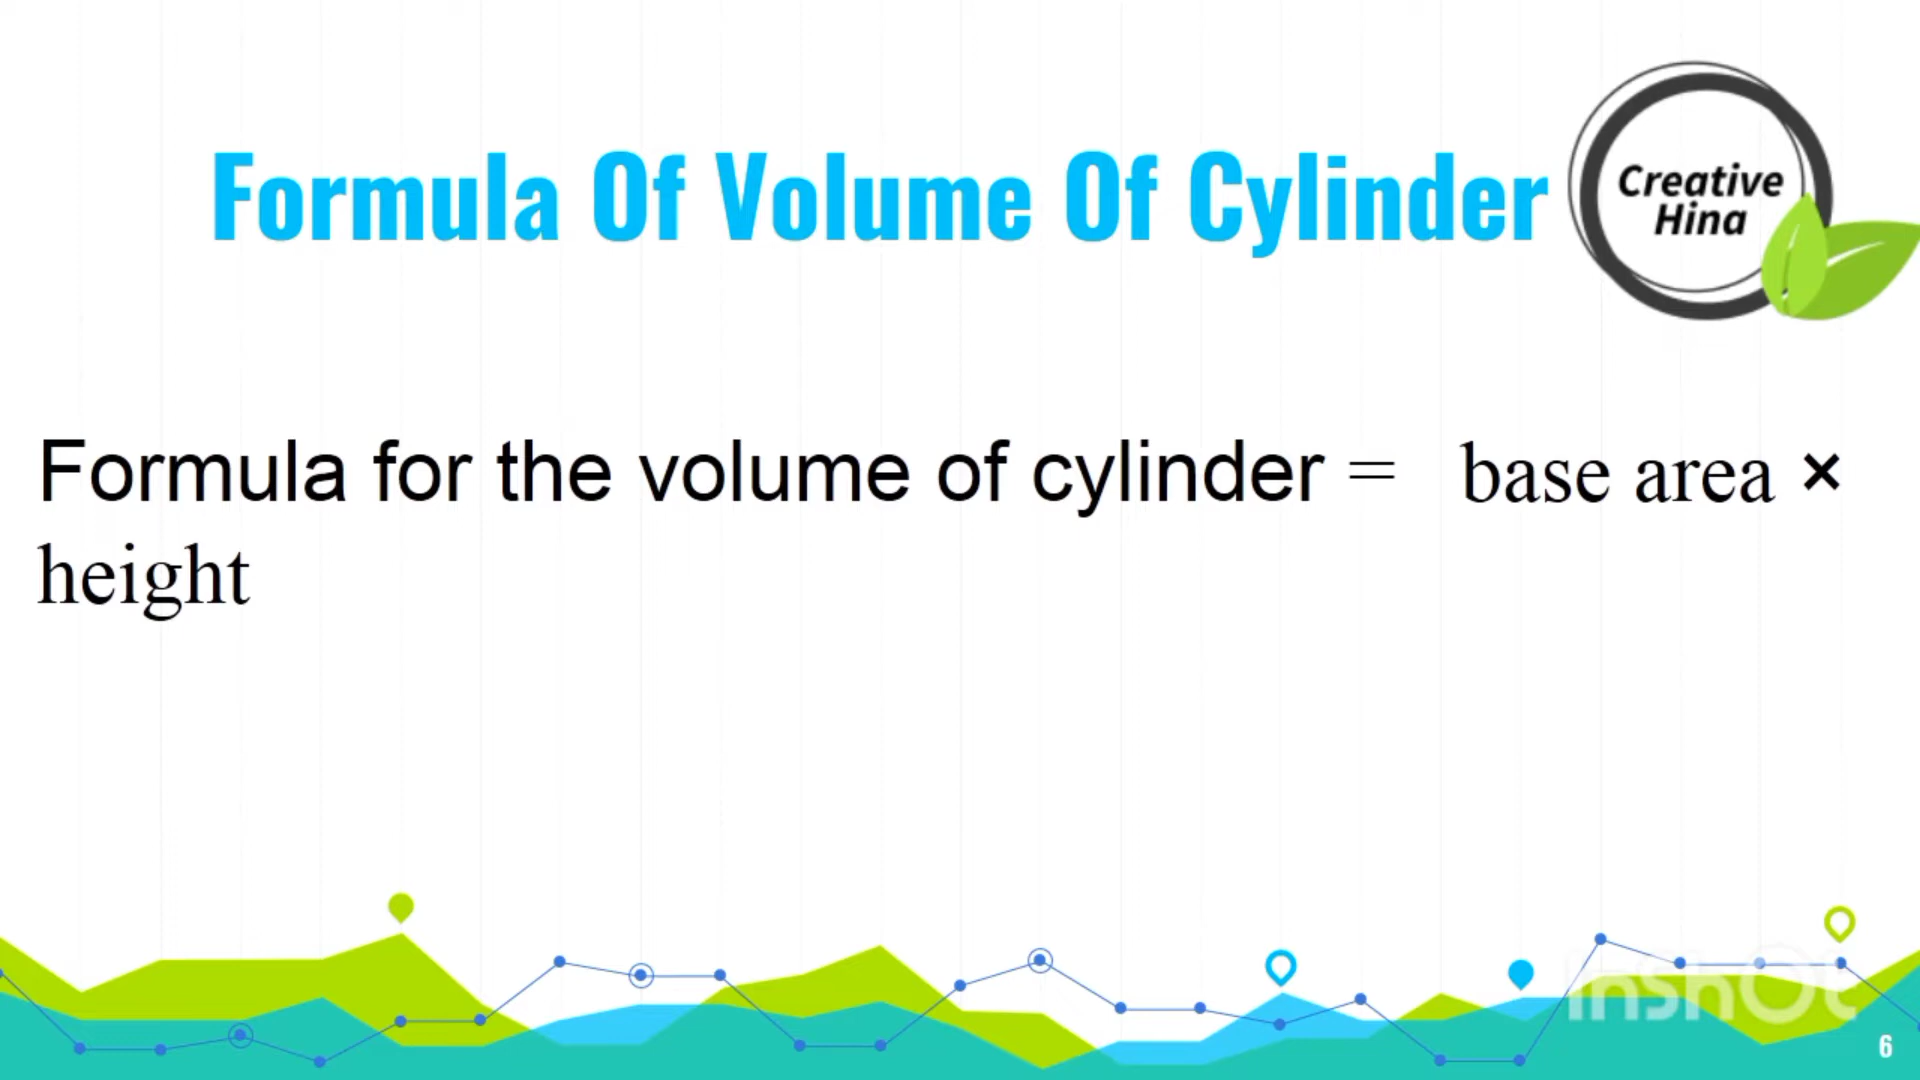 Formula Of Volume Of Cylinder
Creative
Hina
Formula for the volume of cylinder = base area ×
height
InShOt
6